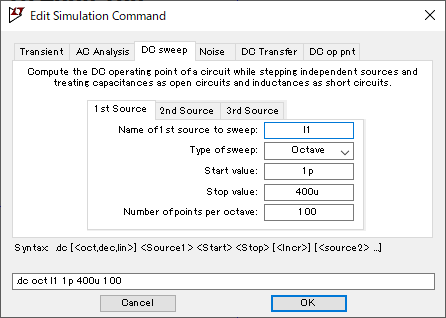 Edit Simulation Command
Transient AC Analysis DC sweep Noise DC Transfer DC op pnt
Compute the DC operating point of a circuit while stepping independent sources and
treating capacitances as open circuits and inductances as short circuits.
1st Source 2nd Source 3rd Source
Name of 1st source to sweep: I1
Type of sweep: Octave
Start value: 1p
Stop value: 400u
Number of points per octave: 100
Syntax: .dc [<oct,dec,lin>] <Source1> <Start> <Stop> [<Incr>] [<source2> ...]
.dc oct I1 1p 400u 100
Cancel OK